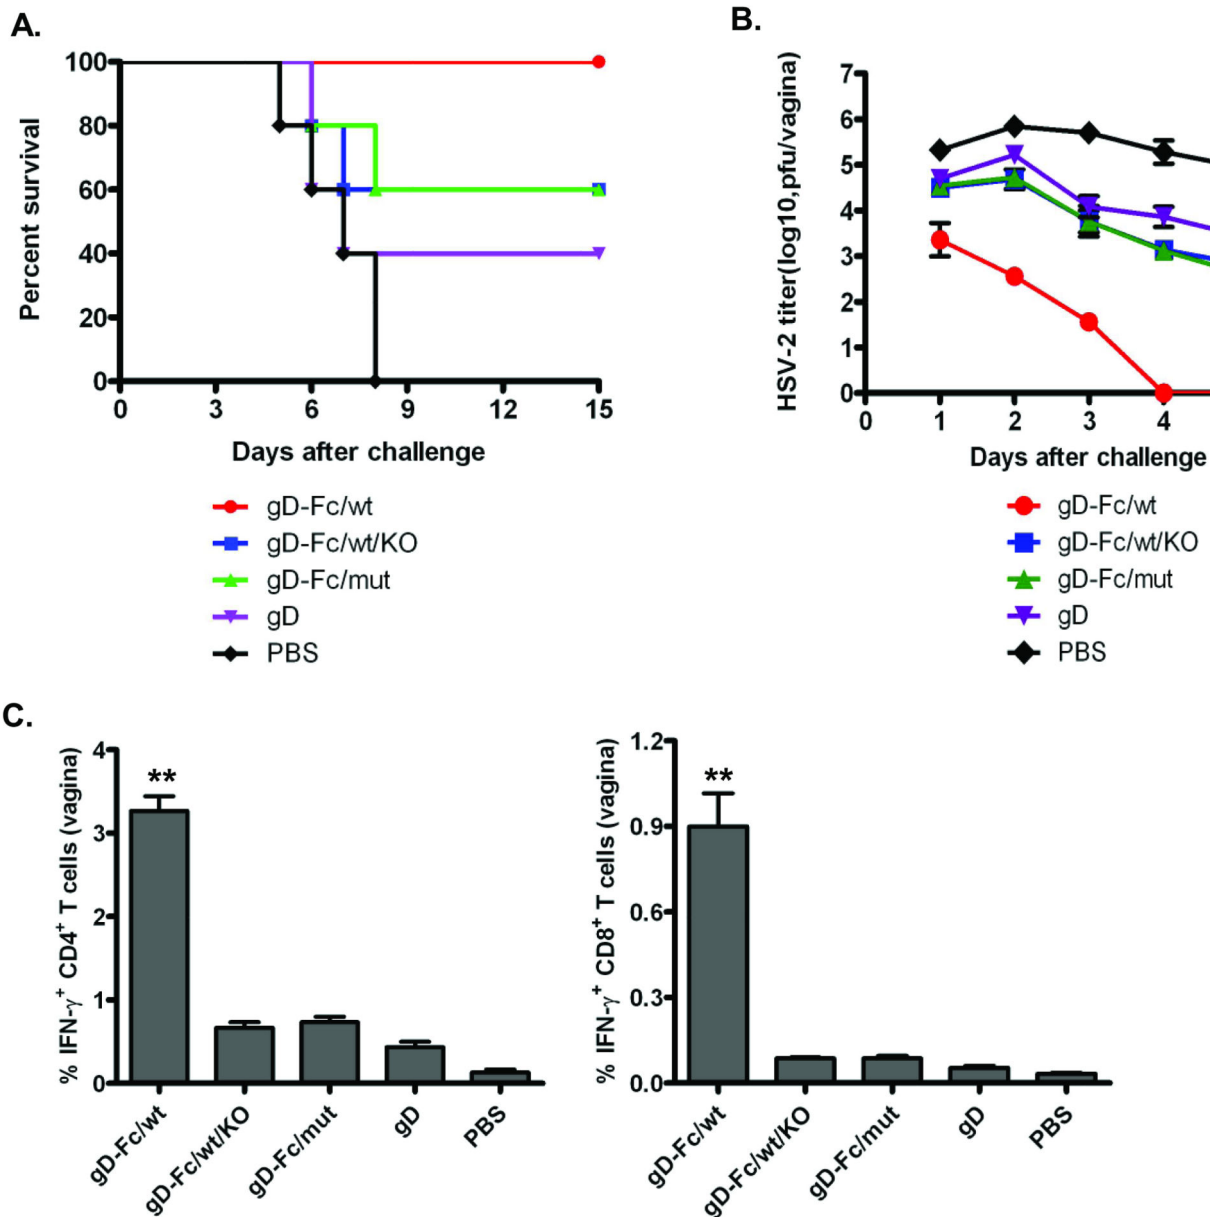 A.
Percent survival
100
80
60
40
20
0
0 3 6 9 12 15
Days after challenge
gD-Fc/wt
gD-Fc/wt/KO
gD-Fc/mut
gD
PBS
B.
HSV-2 titer(log10,pfu/vagina)
7
6
5
4
3
2
1
0
0 1 2 3 4
Days after challenge
gD-Fc/wt
gD-Fc/wt/KO
gD-Fc/mut
gD
PBS
C.
% IFN-γ+ CD4+ T cells (vagina)
4
3
2
1
0
**
gD-Fc/wt
gD-Fc/wt/KO
gD-Fc/mut
gD
PBS
% IFN-γ+ CD8+ T cells (vagina)
1.2
0.9
0.6
0.3
0.0
**
gD-Fc/wt
gD-Fc/wt/KO
gD-Fc/mut
gD
PBS